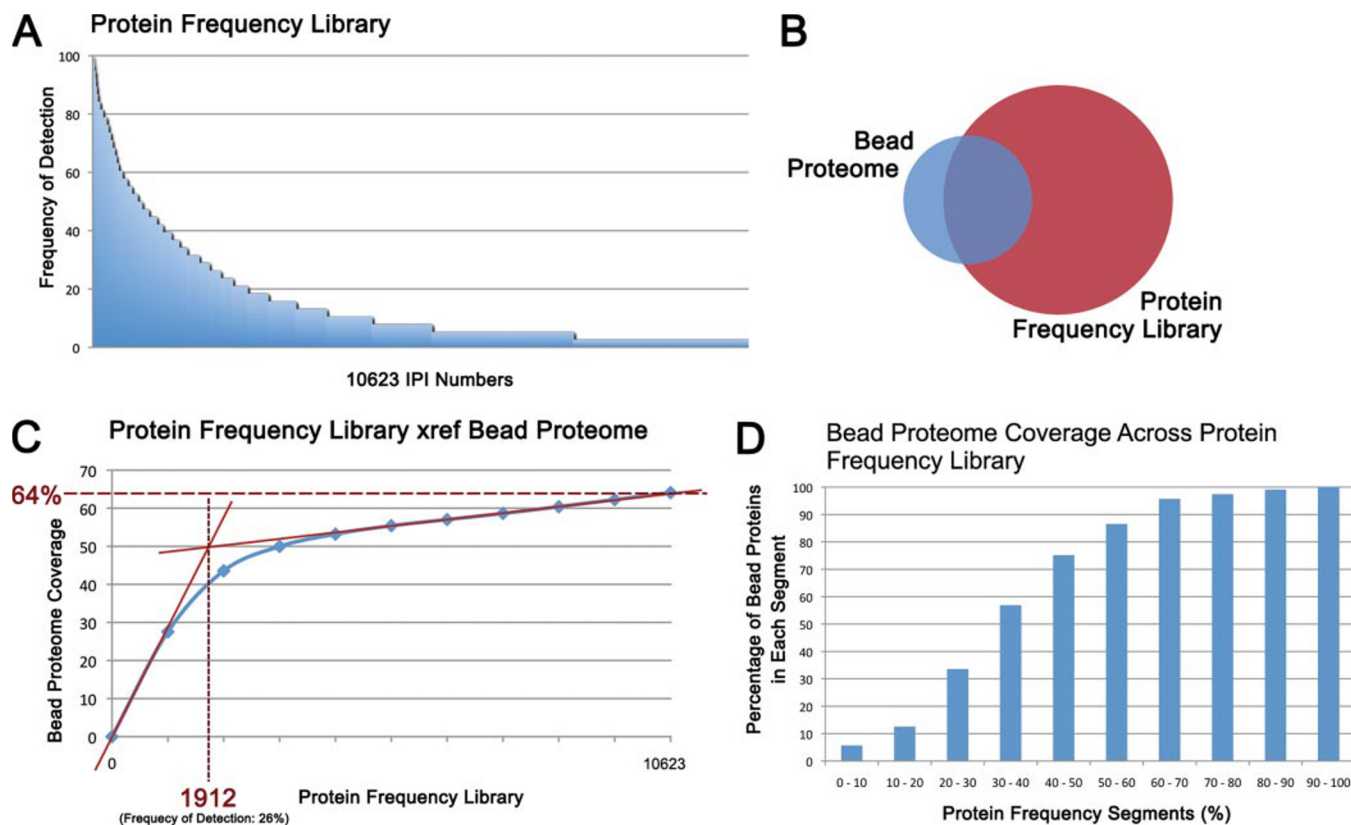 A
Protein Frequency Library
Frequency of Detection
100
80
60
40
20
0
10623 IPI Numbers
B
Bead
Proteome
Protein
Frequency Library
C
Protein Frequency Library xref Bead Proteome
Bead Proteome Coverage
70
64%
60
50
40
30
20
10
0
0
10623
1912
(Frequecy of Detection: 26%)
Protein Frequency Library
D
Bead Proteome Coverage Across Protein
Frequency Library
Percentage of Bead Proteins
in Each Segment
100
90
80
70
60
50
40
30
20
10
0
0 - 10
10 - 20
20 - 30
30 - 40
40 - 50
50 - 60
60 - 70
70 - 80
80 - 90
90 - 100
Protein Frequency Segments (%)